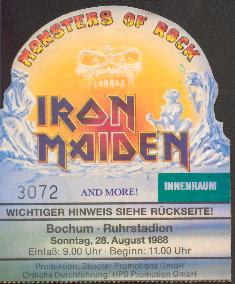 MONSTERS OF ROCK
IRON
MAIDEN
3072
AND MORE!
INNENRAUM
WICHTIGER HINWEIS SIEHE RÜCKSEITE!
Bochum · Ruhrstadion
Sonntag, 28. August 1988
Einlaß: 9.00 Uhr · Beginn: 11.00 Uhr
Produktion: Shooter Promotions GmbH
Örtliche Durchführung: HPS Promotion GmbH